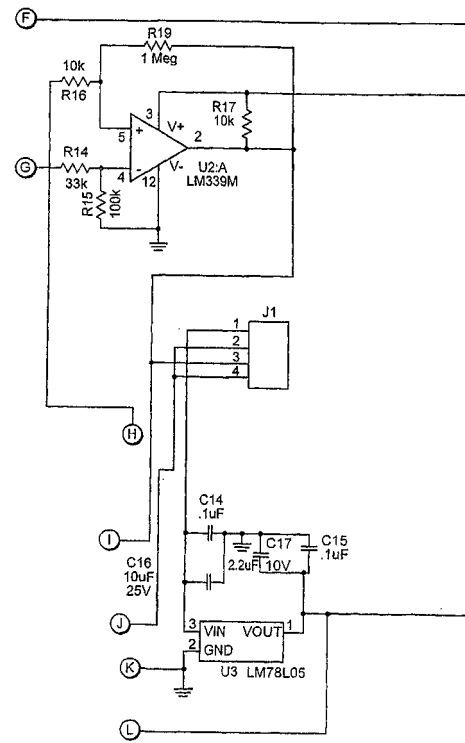 F
R19
1 Meg
10k
R16
3
V+
R17
10k
5
+
2
G
R14
33k
-
4
12
V-
U2:A
LM339M
R15
100k
J1
1
2
3
4
H
C14
.1uF
I
C16
10uF
25V
2.2uF
C17
10V
C15
.1uF
J
3
VIN
VOUT
1
2
GND
K
U3 LM78L05
L